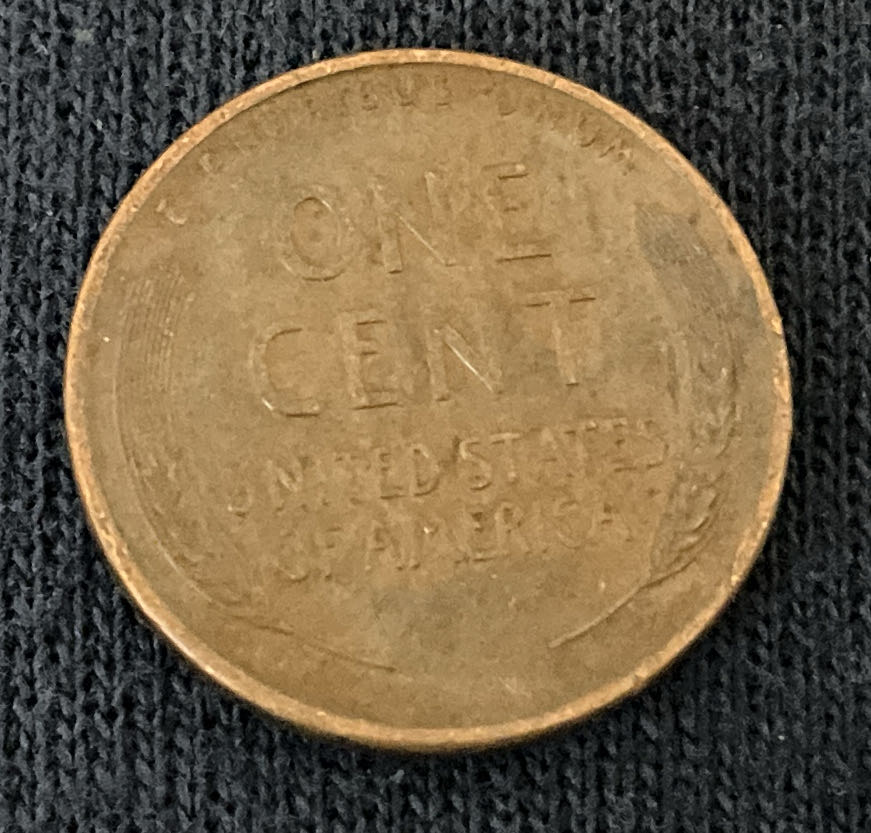 E PLURIBUS UNUM
ONE
CENT
UNITED STATES
OF AMERICA